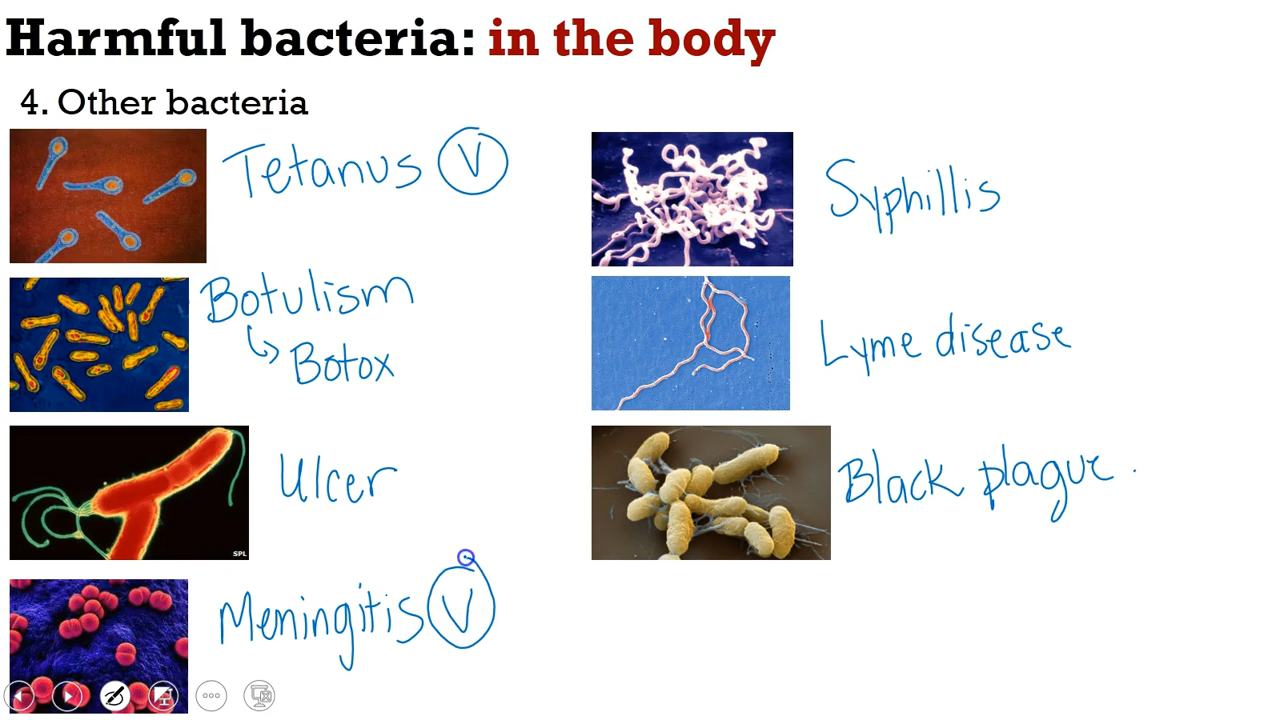 Harmful bacteria: in the body
4. Other bacteria
Tetanus V
Botulism
Botox
Ulcer
SPL
Meningitis V
Syphillis
Lyme disease
Black plague.